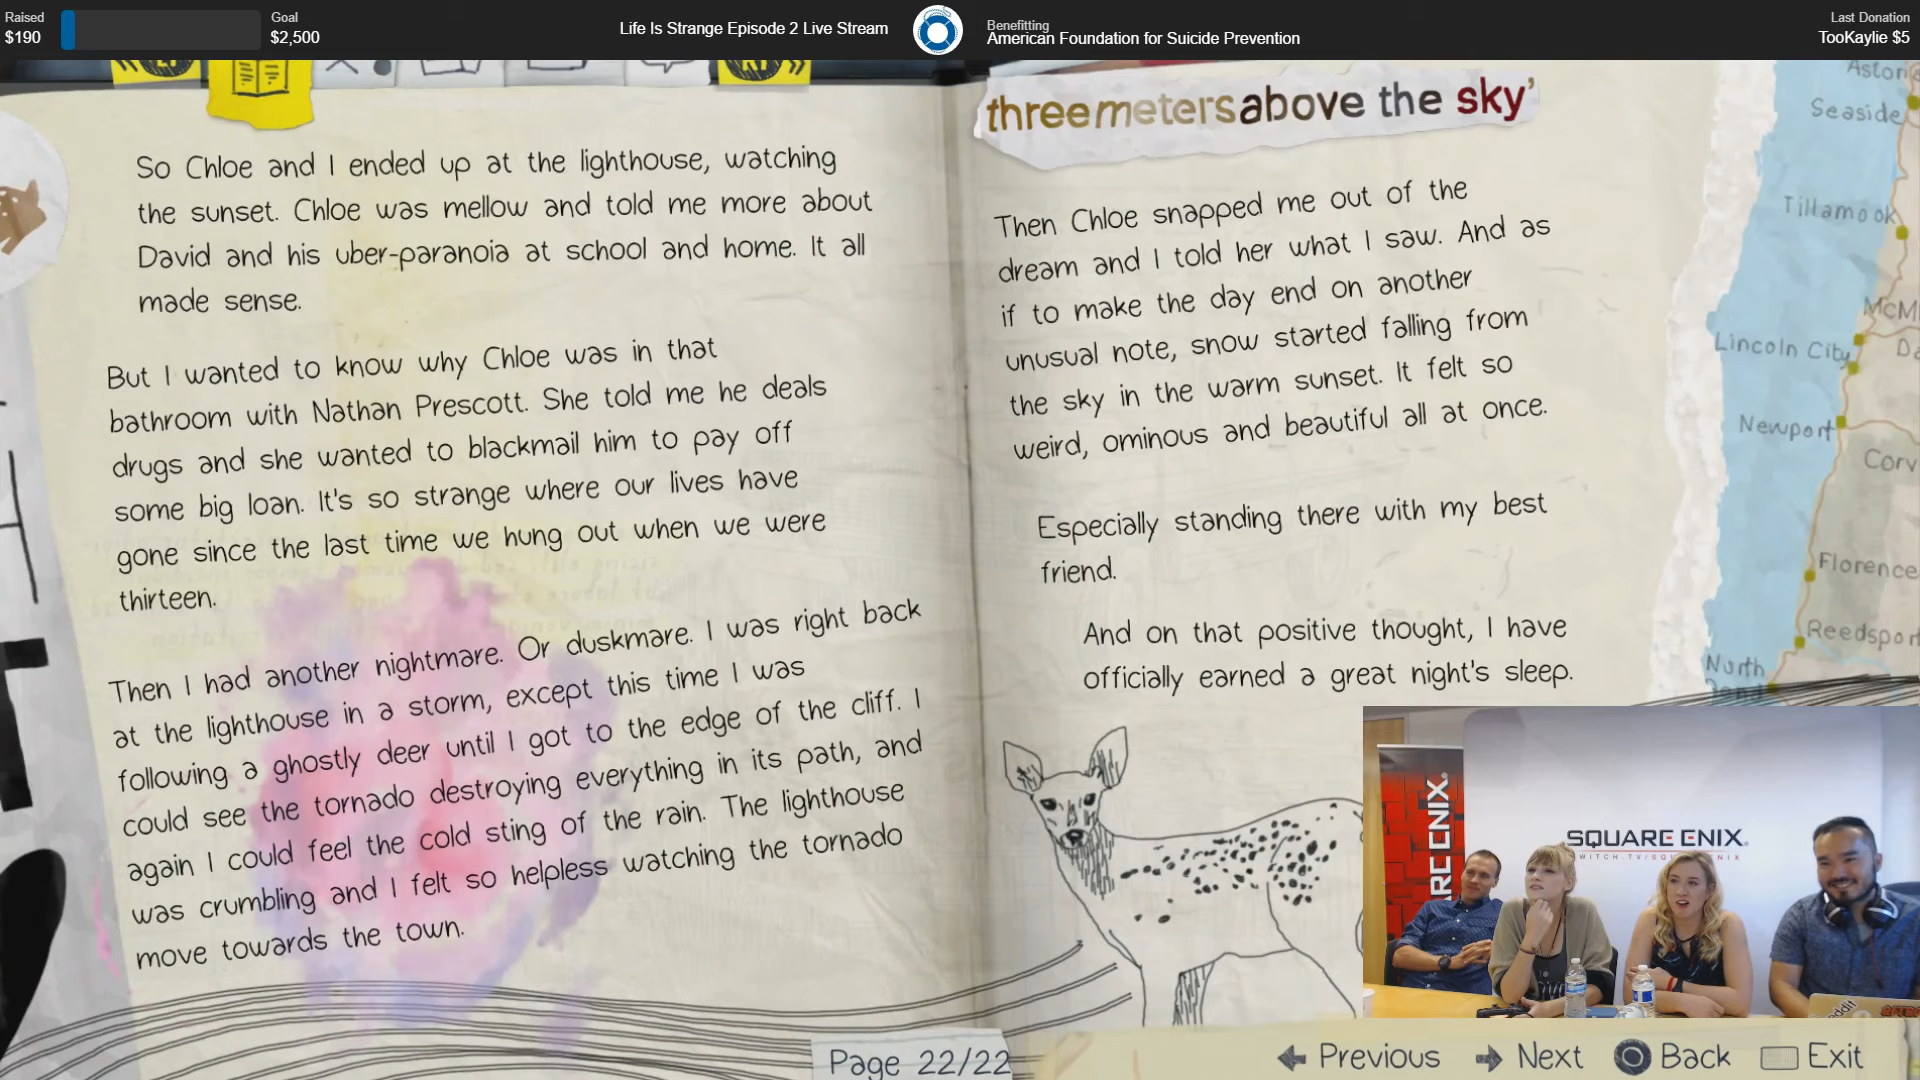 Raised
$190
Goal
$2,500
Life Is Strange Episode 2 Live Stream
Benefitting
American Foundation for Suicide Prevention
Last Donation
TooKaylie $5
So Chloe and I ended up at the lighthouse, watching
the sunset. Chloe was mellow and told me more about
David and his uber-paranoia at school and home. It all
made sense.
But I wanted to know why Chloe was in that
bathroom with Nathan Prescott. She told me he deals
drugs and she wanted to blackmail him to pay off
some big loan. It's so strange where our lives have
gone since the last time we hung out when we were
thirteen.
Then I had another nightmare. Or duskmare. I was right back
at the lighthouse in a storm, except this time I was
following a ghostly deer until I got to the edge of the cliff. I
could see the tornado destroying everything in its path, and
again I could feel the cold sting of the rain. The lighthouse
was crumbling and I felt so helpless watching the tornado
move towards the town.
three meters above the sky'
Then Chloe snapped me out of the
dream and I told her what I saw. And as
if to make the day end on another
unusual note, snow started falling from
the sky in the warm sunset. It felt so
weird, ominous and beautiful all at once.
Especially standing there with my best
friend.
And on that positive thought, I have
officially earned a great night's sleep.
Seaside
Tillamook
McM
Lincoln City
Da
Newport
Corv
Florence
Reedsport
North
SQUARE ENIX
ARE ENIX
Page 22/22
Previous
Next
Back
Exit